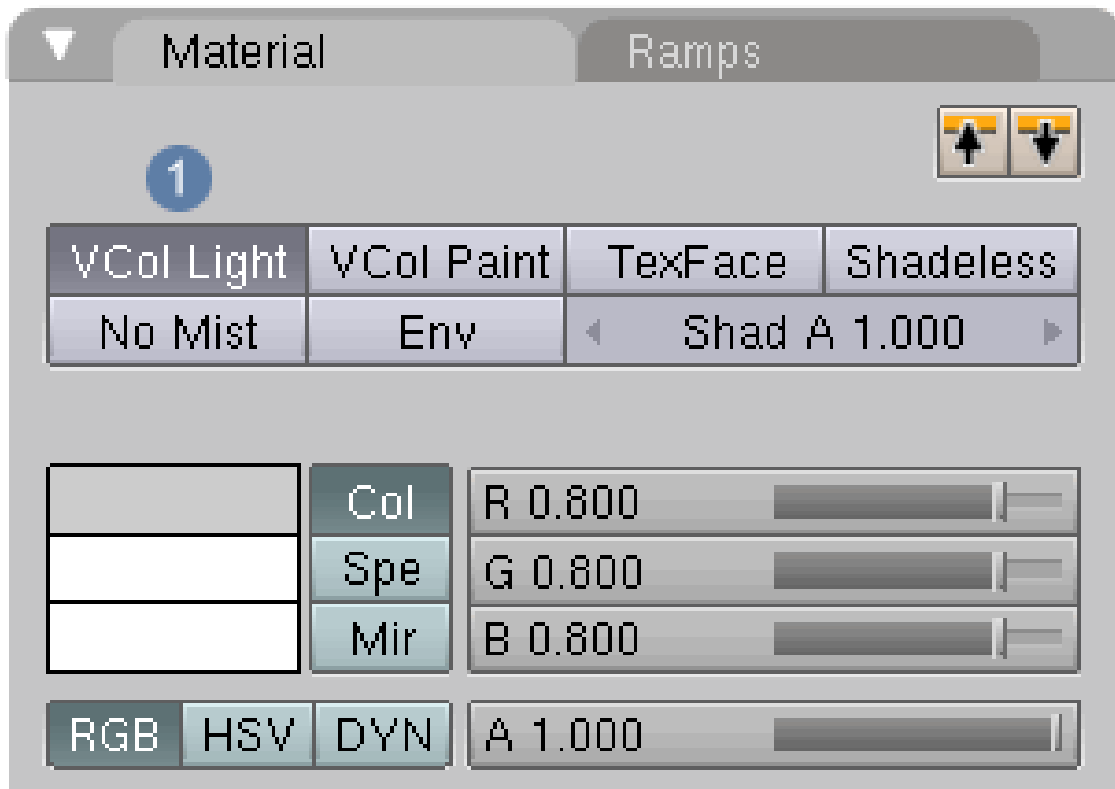 Material Ramps
1
VCol Light VCol Paint TexFace Shadeless
No Mist Env Shad A 1.000
Col R 0.800
Spe G 0.800
Mir B 0.800
RGB HSV DYN A 1.000